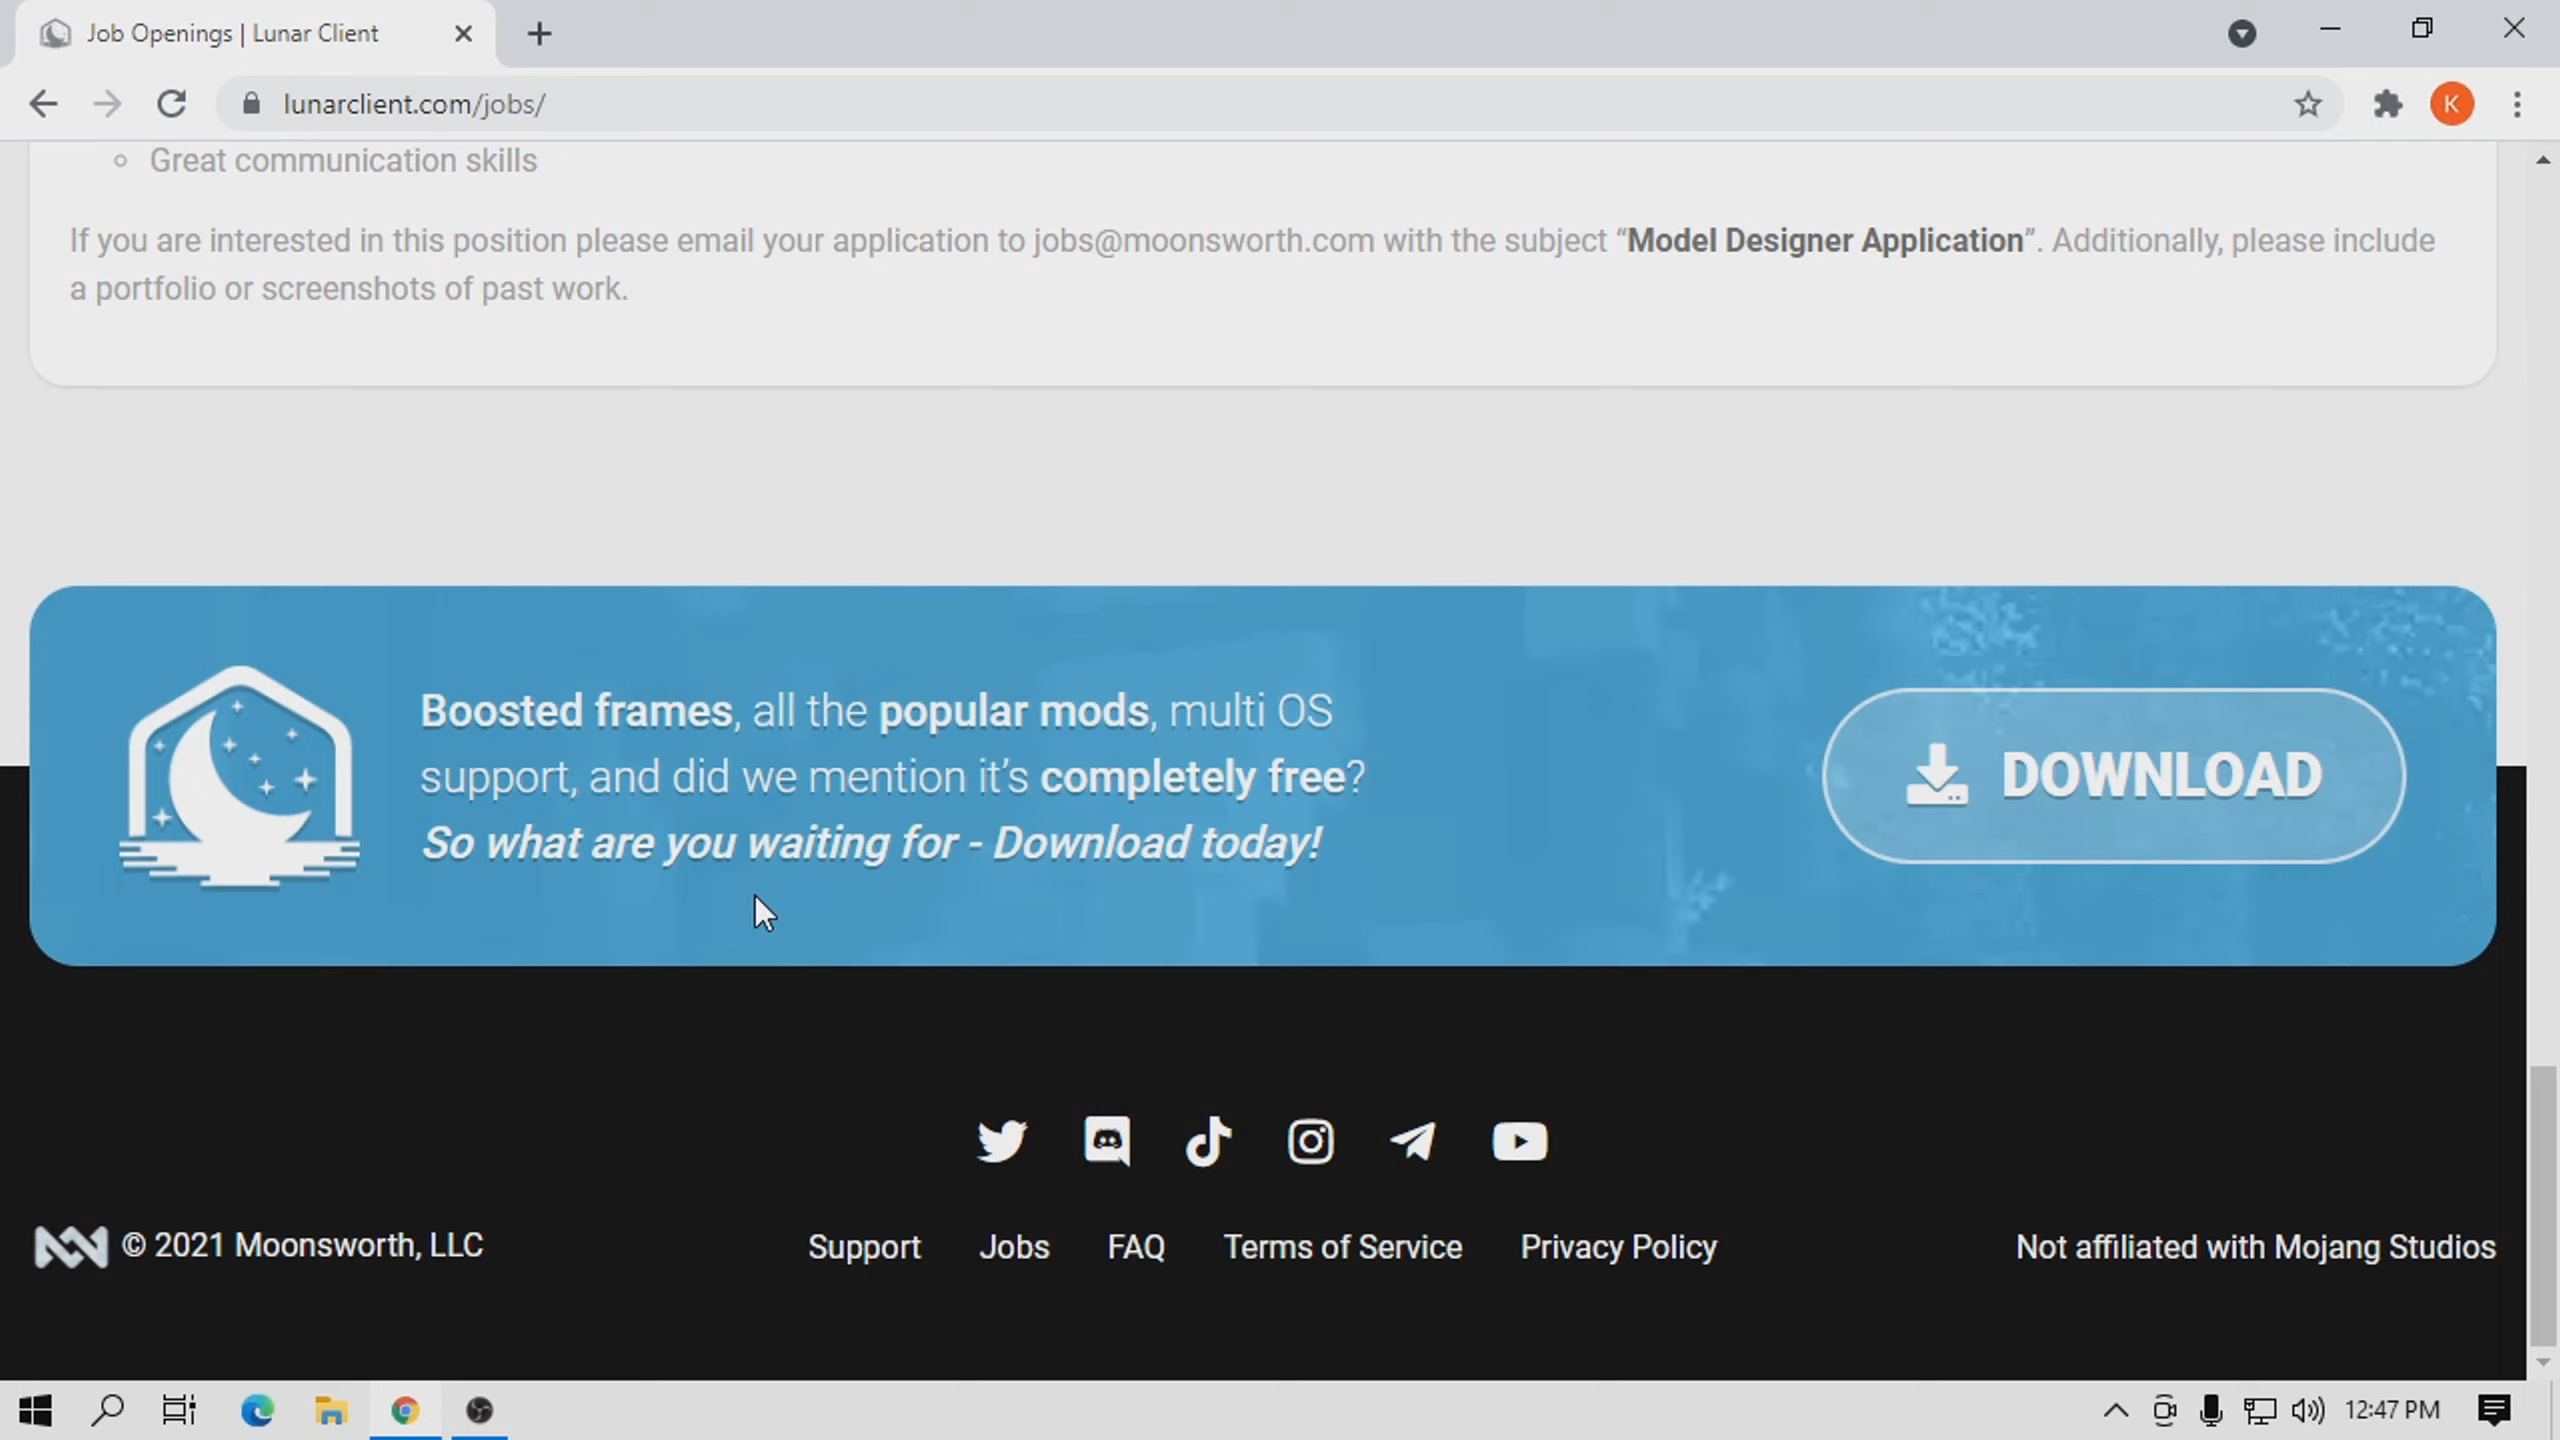 Job Openings | Lunar Client
lunarclient.com/jobs/
K
Great communication skills
If you are interested in this position please email your application to jobs@moonsworth.com with the subject “Model Designer Application”. Additionally, please include
a portfolio or screenshots of past work.
Boosted frames, all the popular mods, multi OS
support, and did we mention it’s completely free?
So what are you waiting for - Download today!
DOWNLOAD
© 2021 Moonsworth, LLC
Support Jobs FAQ Terms of Service Privacy Policy
Not affiliated with Mojang Studios
12:47 PM